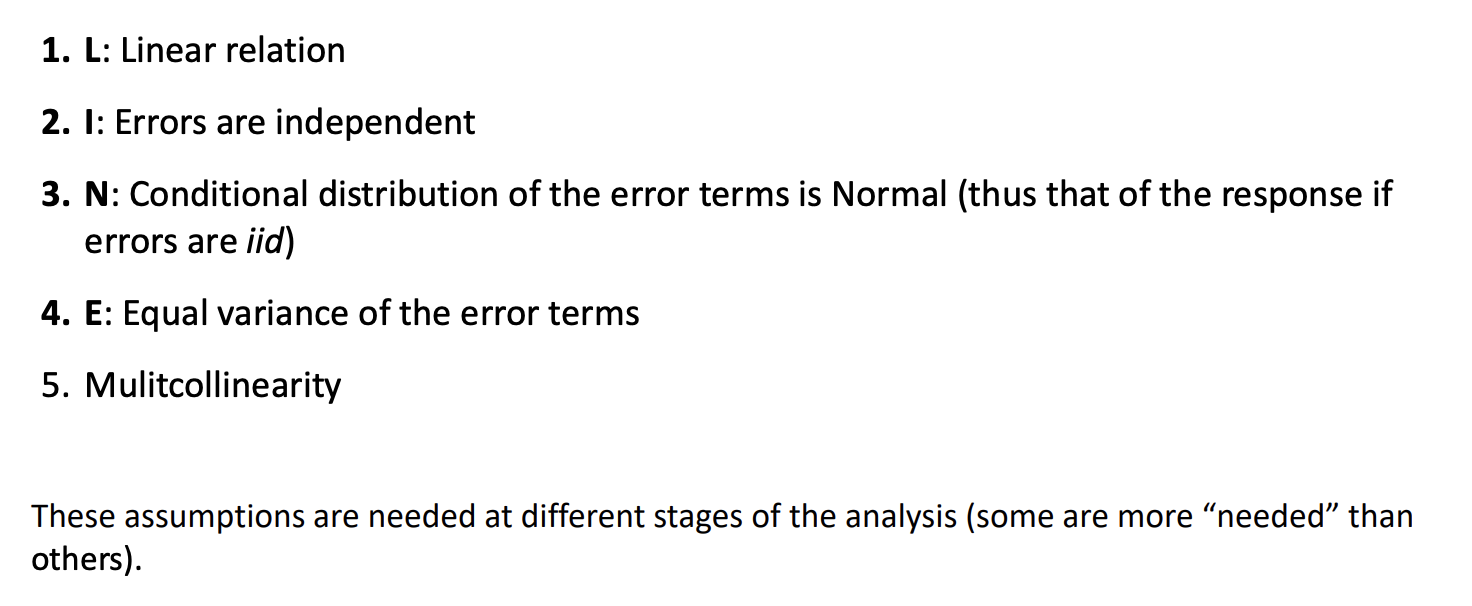 1. L: Linear relation
2. I: Errors are independent
3. N: Conditional distribution of the error terms is Normal (thus that of the response if
errors are iid)
4. E: Equal variance of the error terms
5. Mulitcollinearity
These assumptions are needed at different stages of the analysis (some are more “needed” than
others).